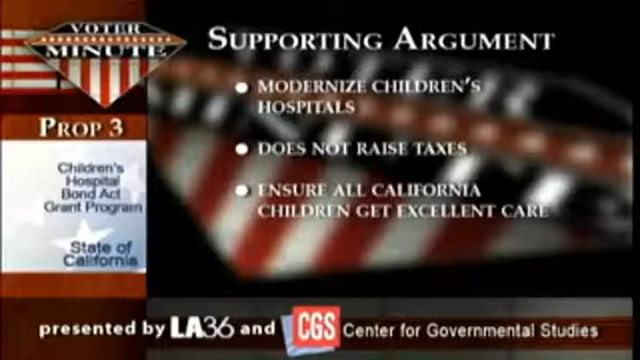 VOTER
MINUTE
SUPPORTING ARGUMENT
PROP 3
Children's
Hospital
Bond Act
Grant Program
State of
California
MODERNIZE CHILDREN'S
HOSPITALS
DOES NOT RAISE TAXES
ENSURE ALL CALIFORNIA
CHILDREN GET EXCELLENT CARE
presented by LA36 and CGS Center for Governmental Studies